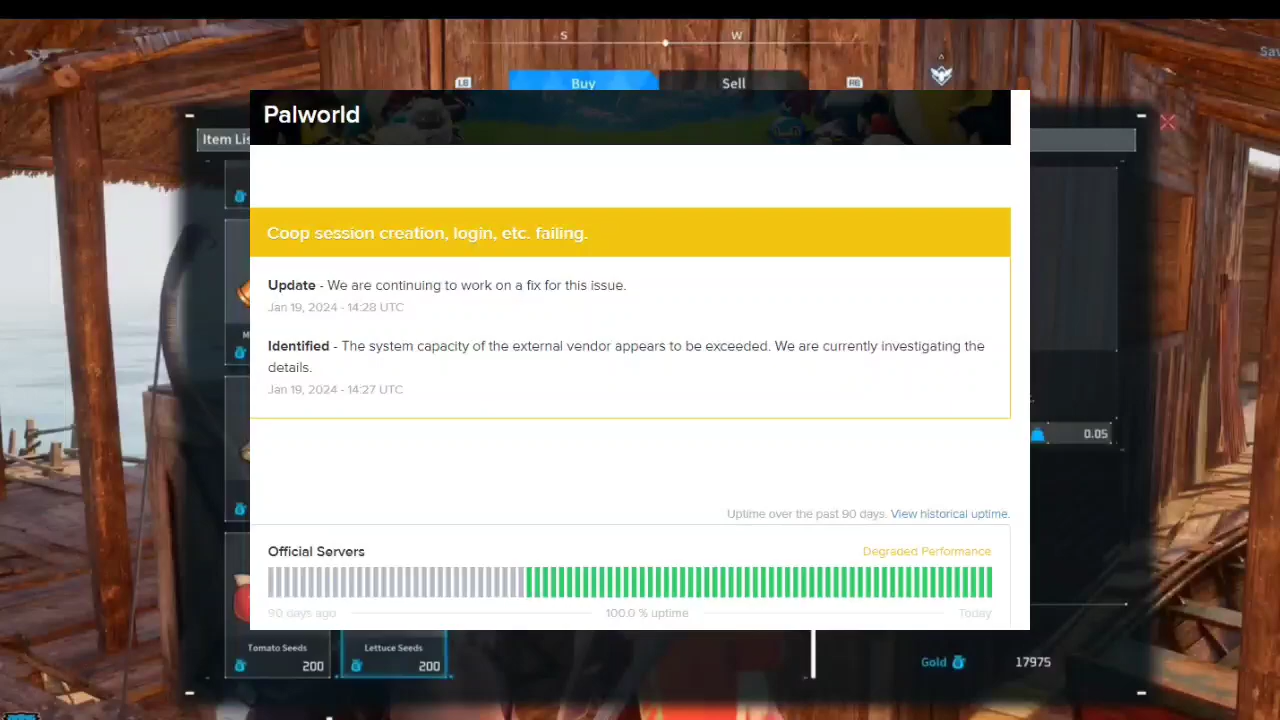 S
W
Sav
LB
Buy
Sell
RB
Palworld
Item Lis
Coop session creation, login, etc. failing.
Update - We are continuing to work on a fix for this issue.
Jan 19, 2024 - 14:28 UTC
Identified - The system capacity of the external vendor appears to be exceeded. We are currently investigating the
details.
Jan 19, 2024 - 14:27 UTC
0.05
Uptime over the past 90 days. View historical uptime.
Official Servers
Degraded Performance
90 days ago
100.0 % uptime
Today
Tomato Seeds
200
Lettuce Seeds
200
Gold
17975